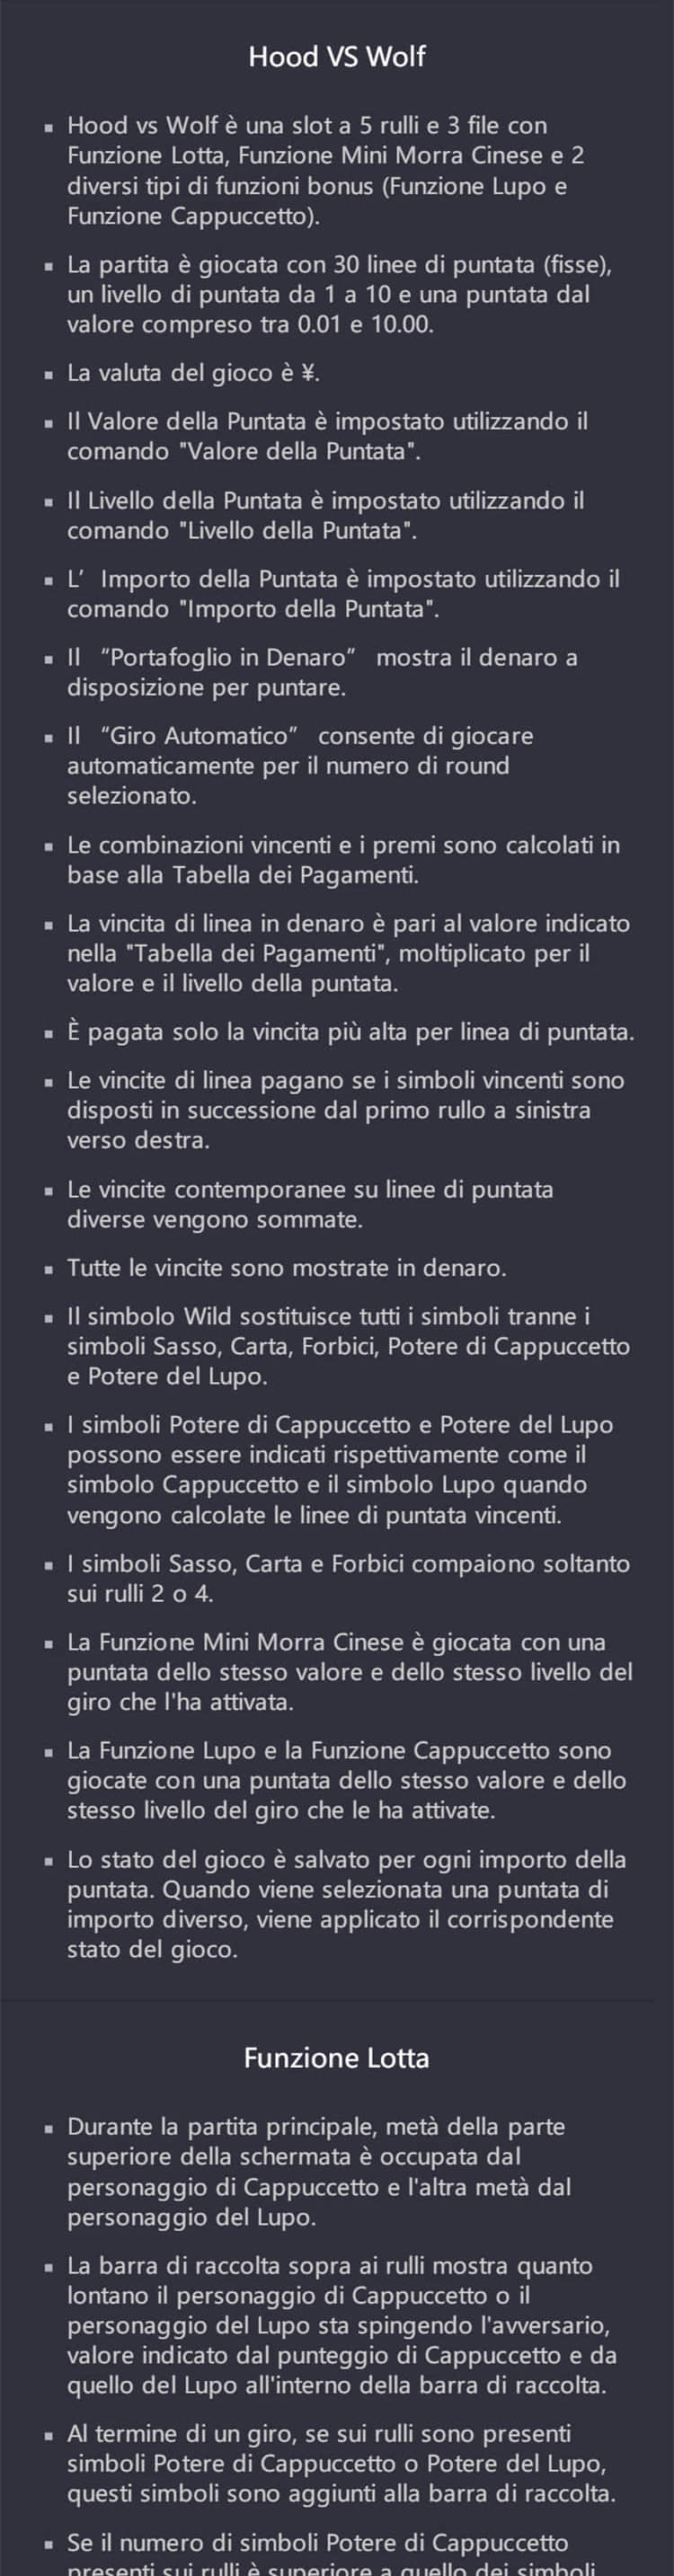 Hood VS Wolf
▪ Hood vs Wolf è una slot a 5 rulli e 3 file con
Funzione Lotta, Funzione Mini Morra Cinese e 2
diversi tipi di funzioni bonus (Funzione Lupo e
Funzione Cappuccetto).
▪ La partita è giocata con 30 linee di puntata (fisse),
un livello di puntata da 1 a 10 e una puntata dal
valore compreso tra 0.01 e 10.00.
▪ La valuta del gioco è ¥.
▪ Il Valore della Puntata è impostato utilizzando il
comando "Valore della Puntata".
▪ Il Livello della Puntata è impostato utilizzando il
comando "Livello della Puntata".
▪ L’ Importo della Puntata è impostato utilizzando il
comando "Importo della Puntata".
▪ Il “Portafoglio in Denaro” mostra il denaro a
disposizione per puntare.
▪ Il “Giro Automatico” consente di giocare
automaticamente per il numero di round
selezionato.
▪ Le combinazioni vincenti e i premi sono calcolati in
base alla Tabella dei Pagamenti.
▪ La vincita di linea in denaro è pari al valore indicato
nella "Tabella dei Pagamenti", moltiplicato per il
valore e il livello della puntata.
▪ È pagata solo la vincita più alta per linea di puntata.
▪ Le vincite di linea pagano se i simboli vincenti sono
disposti in successione dal primo rullo a sinistra
verso destra.
▪ Le vincite contemporanee su linee di puntata
diverse vengono sommate.
▪ Tutte le vincite sono mostrate in denaro.
▪ Il simbolo Wild sostituisce tutti i simboli tranne i
simboli Sasso, Carta, Forbici, Potere di Cappuccetto
e Potere del Lupo.
▪ I simboli Potere di Cappuccetto e Potere del Lupo
possono essere indicati rispettivamente come il
simbolo Cappuccetto e il simbolo Lupo quando
vengono calcolate le linee di puntata vincenti.
▪ I simboli Sasso, Carta e Forbici compaiono soltanto
sui rulli 2 o 4.
▪ La Funzione Mini Morra Cinese è giocata con una
puntata dello stesso valore e dello stesso livello del
giro che l'ha attivata.
▪ La Funzione Lupo e la Funzione Cappuccetto sono
giocate con una puntata dello stesso valore e dello
stesso livello del giro che le ha attivate.
▪ Lo stato del gioco è salvato per ogni importo della
puntata. Quando viene selezionata una puntata di
importo diverso, viene applicato il corrispondente
stato del gioco.
Funzione Lotta
▪ Durante la partita principale, metà della parte
superiore della schermata è occupata dal
personaggio di Cappuccetto e l'altra metà dal
personaggio del Lupo.
▪ La barra di raccolta sopra ai rulli mostra quanto
lontano il personaggio di Cappuccetto o il
personaggio del Lupo sta spingendo l'avversario,
valore indicato dal punteggio di Cappuccetto e da
quello del Lupo all'interno della barra di raccolta.
▪ Al termine di un giro, se sui rulli sono presenti
simboli Potere di Cappuccetto o Potere del Lupo,
questi simboli sono aggiunti alla barra di raccolta.
▪ Se il numero di simboli Potere di Cappuccetto
presenti sui rulli è superiore a quello dei simboli